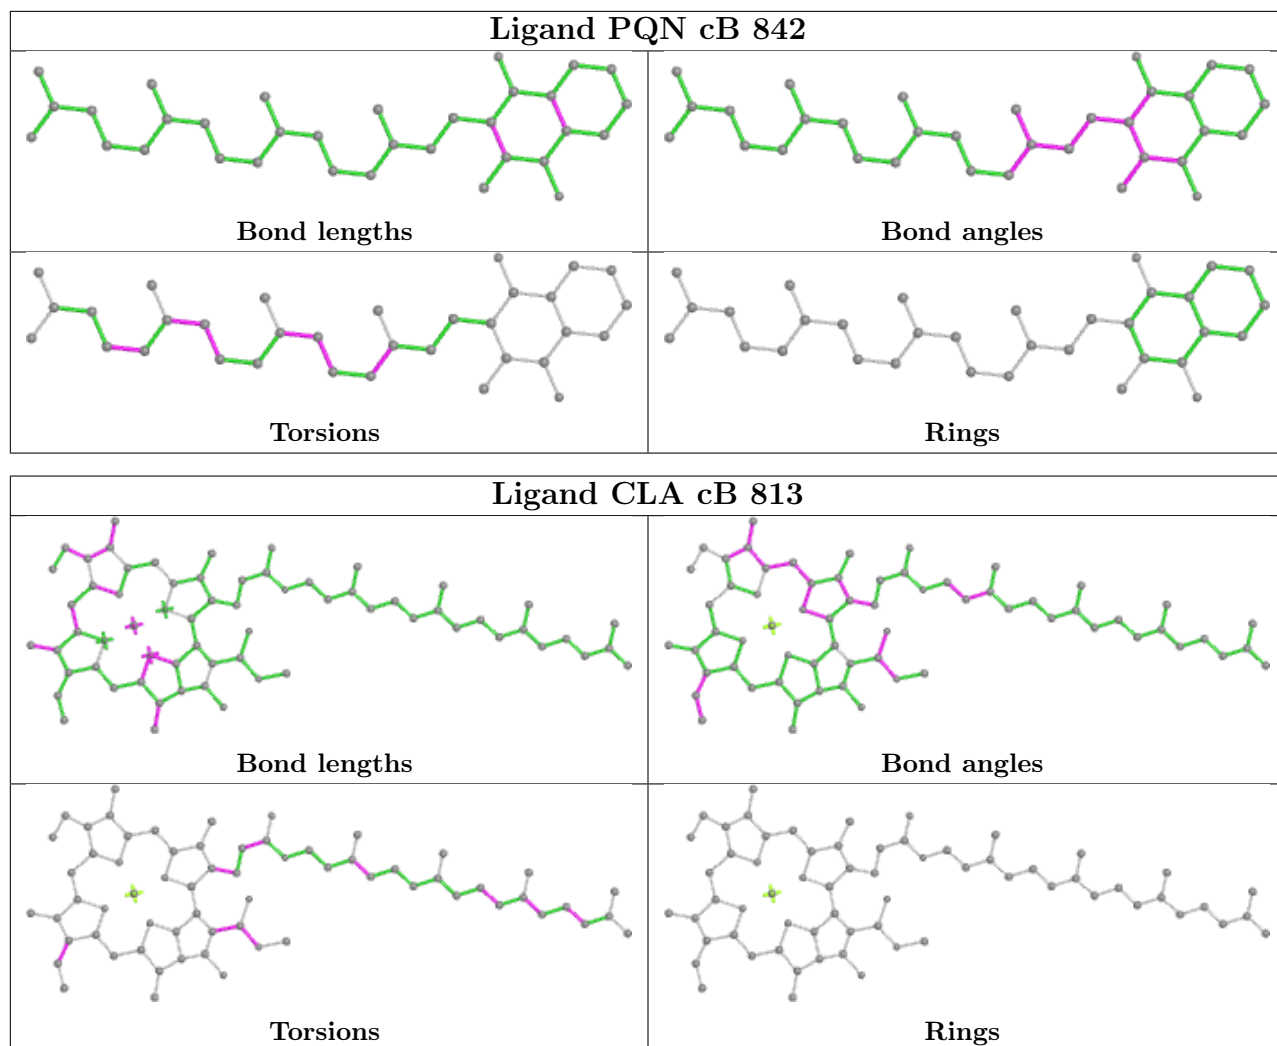 Ligand PQN cB 842
Bond lengths
Bond angles
Torsions
Rings
Ligand CLA cB 813
Bond lengths
Bond angles
Torsions
Rings